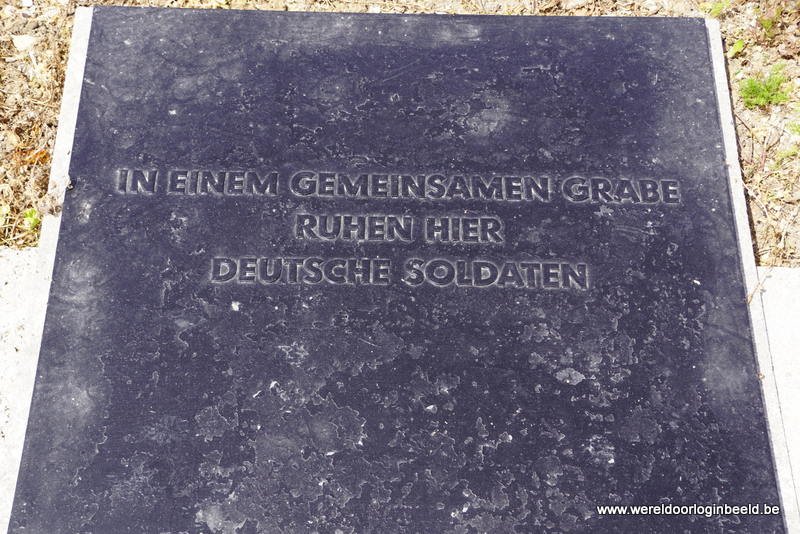 IN EINEM GEMEINSAMEN GRABE
RUHEN HIER
DEUTSCHE SOLDATEN
www.wereldoorloginbeeld.be